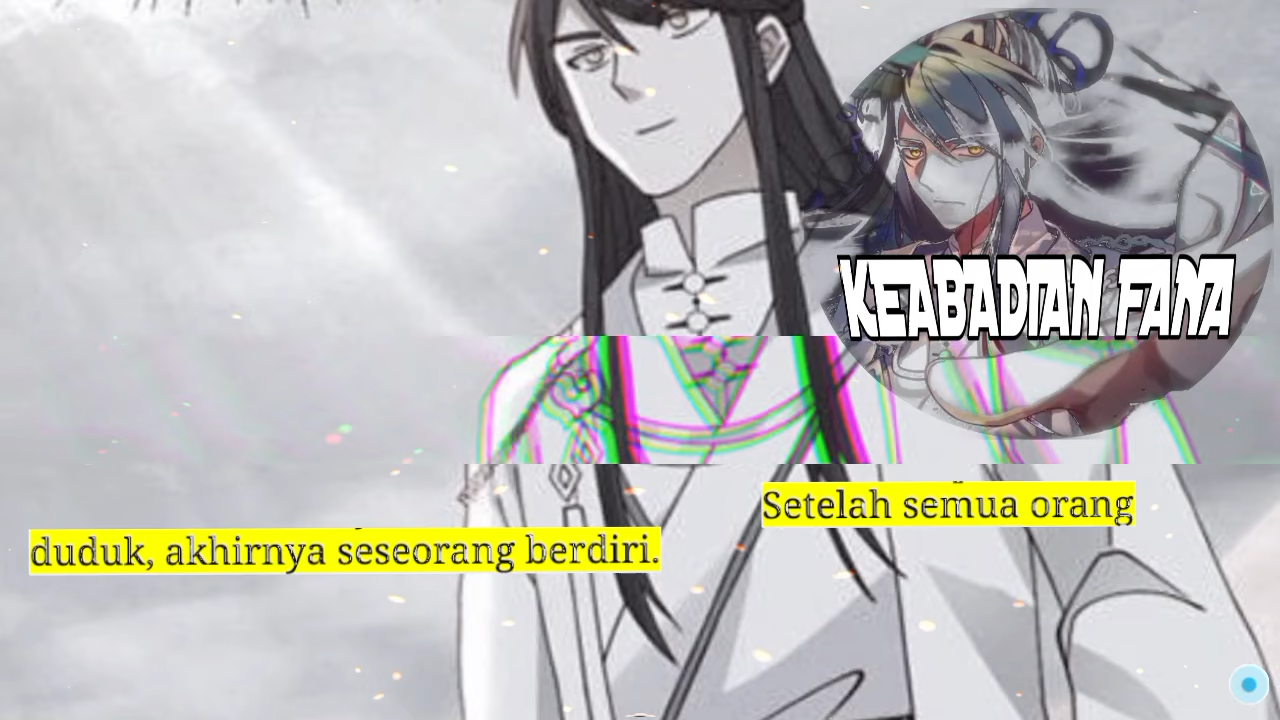 KEABADIAN FANA
Setelah semua orang
duduk, akhirnya seseorang berdiri.